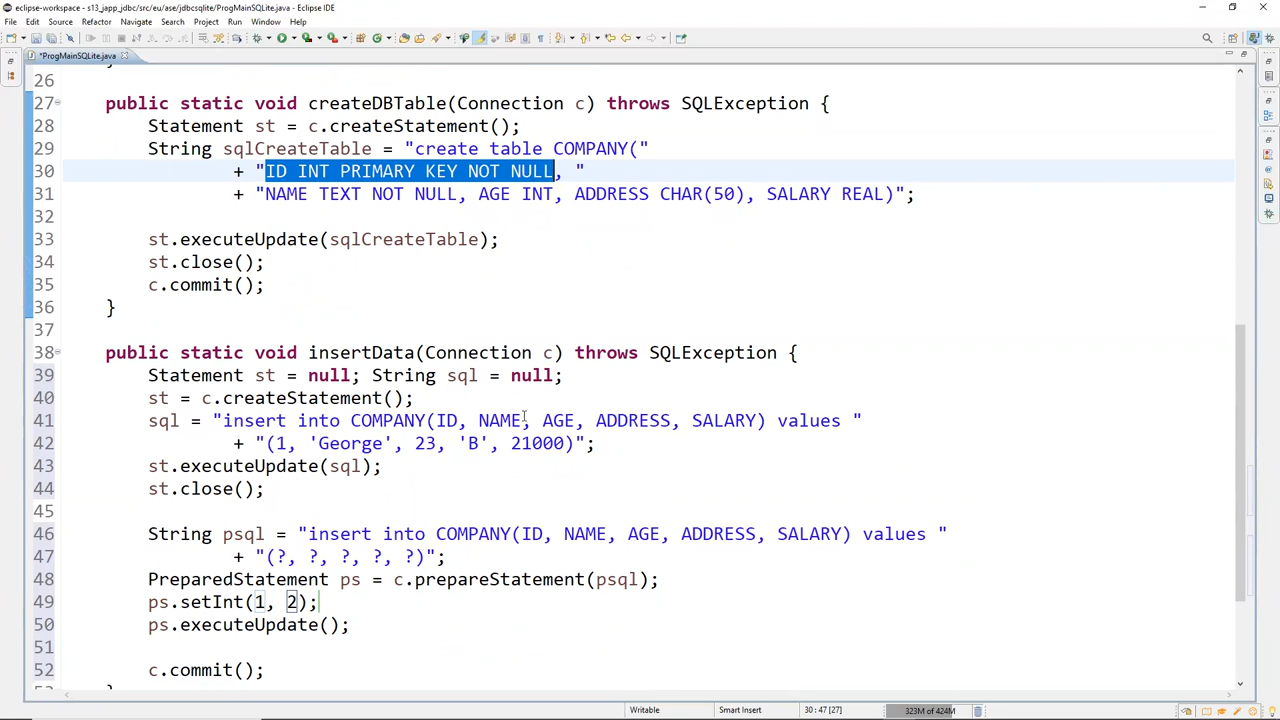 eclipse-workspace - s13_japp_jdbc/src/eu/ase/jdbcsqlite/ProgMainSQLite.java - Eclipse IDE
File Edit Source Refactor Navigate Search Project Run Window Help
*ProgMainSQLite.java
26
27 public static void createDBTable(Connection c) throws SQLException {
28 Statement st = c.createStatement();
29 String sqlCreateTable = "create table COMPANY("
30 + "ID INT PRIMARY KEY NOT NULL, "
31 + "NAME TEXT NOT NULL, AGE INT, ADDRESS CHAR(50), SALARY REAL)";
32
33 st.executeUpdate(sqlCreateTable);
34 st.close();
35 c.commit();
36 }
37
38 public static void insertData(Connection c) throws SQLException {
39 Statement st = null; String sql = null;
40 st = c.createStatement();
41 sql = "insert into COMPANY(ID, NAME, AGE, ADDRESS, SALARY) values "
42 + "(1, 'George', 23, 'B', 21000)";
43 st.executeUpdate(sql);
44 st.close();
45
46 String psql = "insert into COMPANY(ID, NAME, AGE, ADDRESS, SALARY) values "
47 + "(?, ?, ?, ?, ?)";
48 PreparedStatement ps = c.prepareStatement(psql);
49 ps.setInt(1, 2);
50 ps.executeUpdate();
51
52 c.commit();
53 }
Writable Smart Insert 30 : 47 [27] 323M of 424M